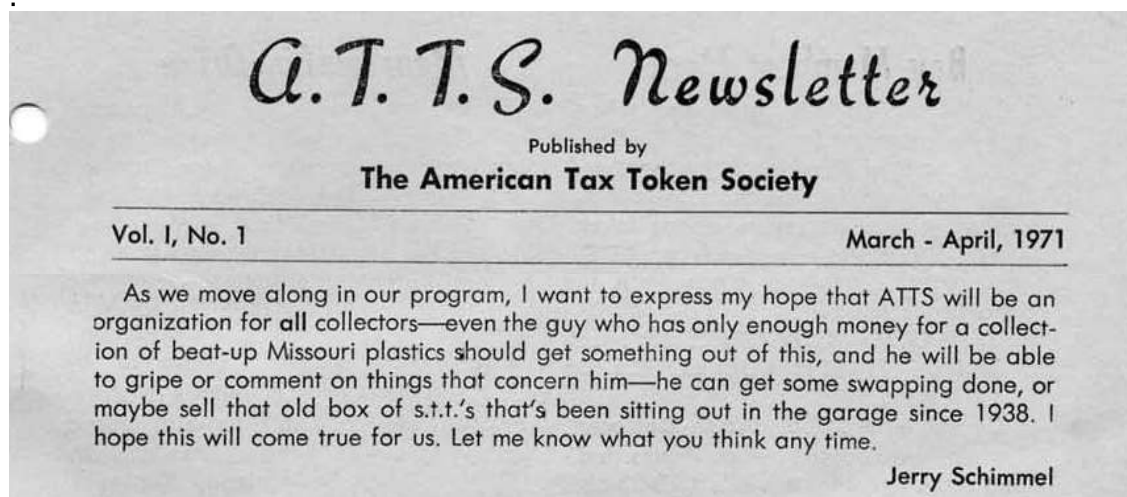 .
A. T. T. S. Newsletter
Published by
The American Tax Token Society
Vol. I, No. 1 March - April, 1971
As we move along in our program, I want to express my hope that ATTS will be an
organization for all collectors—even the guy who has only enough money for a collect-
ion of beat-up Missouri plastics should get something out of this, and he will be able
to gripe or comment on things that concern him—he can get some swapping done, or
maybe sell that old box of s.t.t.'s that's been sitting out in the garage since 1938. I
hope this will come true for us. Let me know what you think any time.
Jerry Schimmel